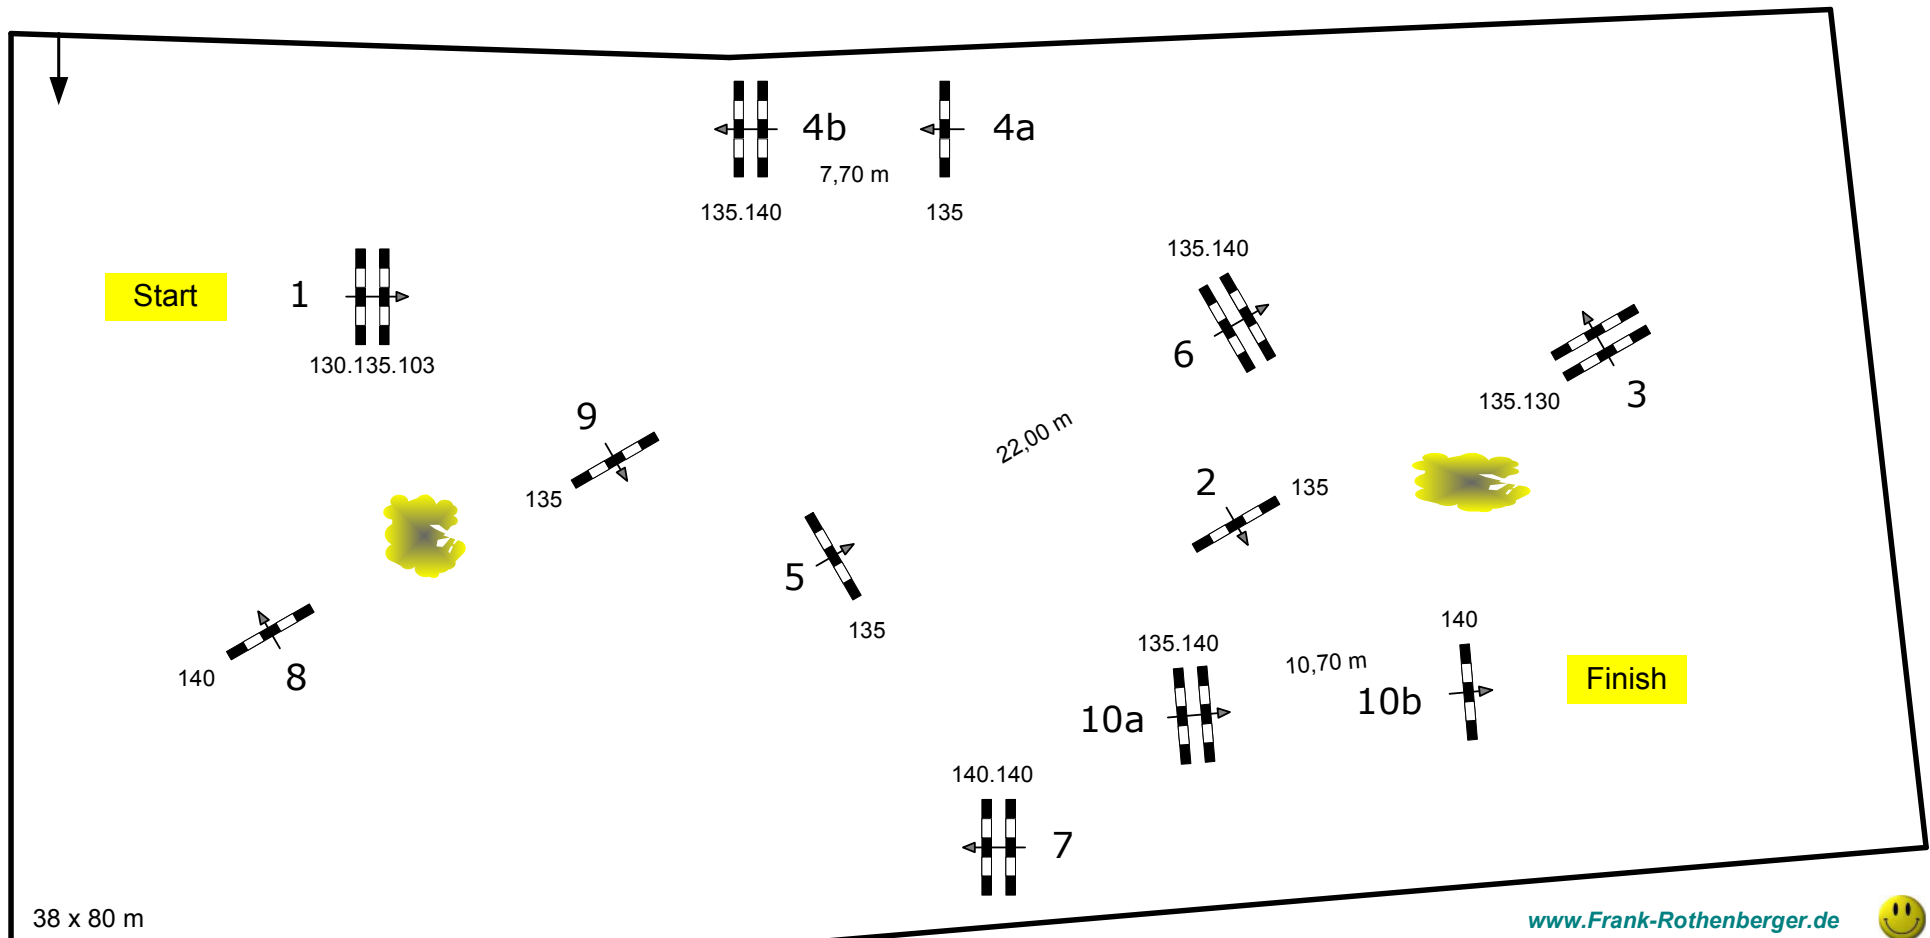 4b
4a
7,70 m
135.140
135
135.140
Start
1
6
130.135.103
3
135.130
9
22,00 m
2
135
135
5
135
140
8
140
135.140
10,70 m
Finish
10b
10a
140.140
7
38 x 80 m
www.Frank-Rothenberger.de